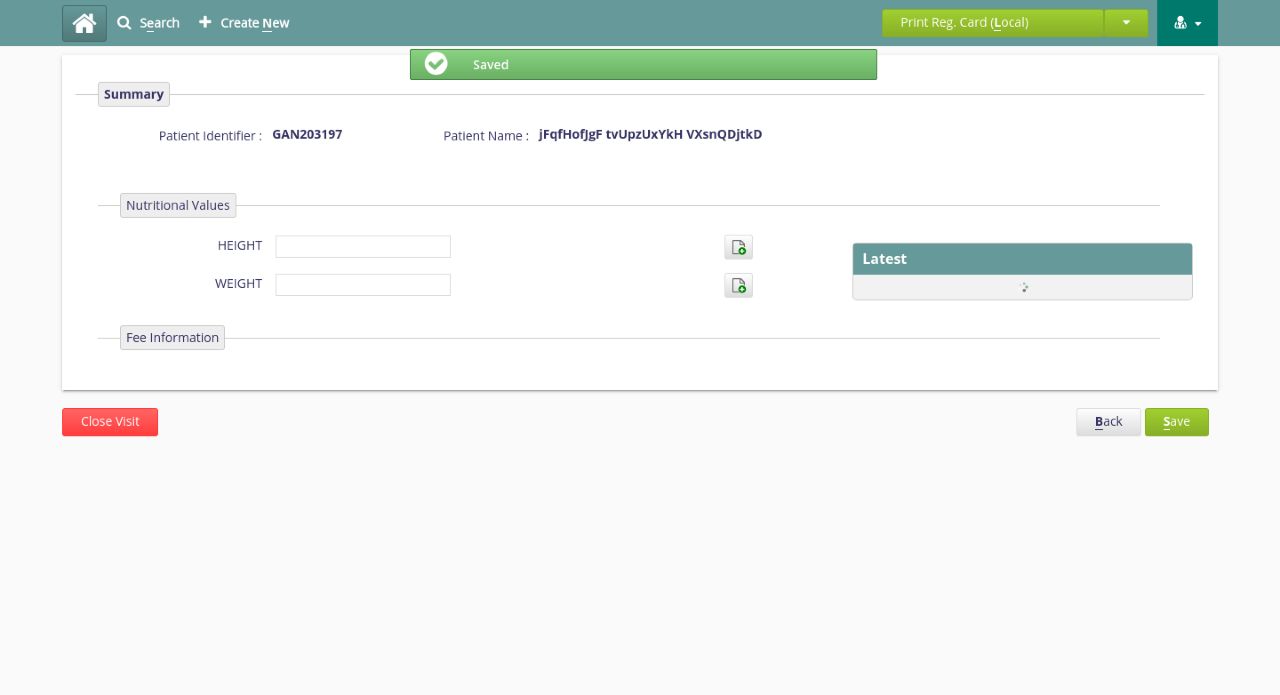 Search Create New Print Reg. Card (Local)
Saved
Summary
Patient Identifier : GAN203197 Patient Name : jFqfHofJgF tvUpzUxYkH VXsnQDjtkD
Nutritional Values
HEIGHT
Latest
WEIGHT
Fee Information
Close Visit Back Save